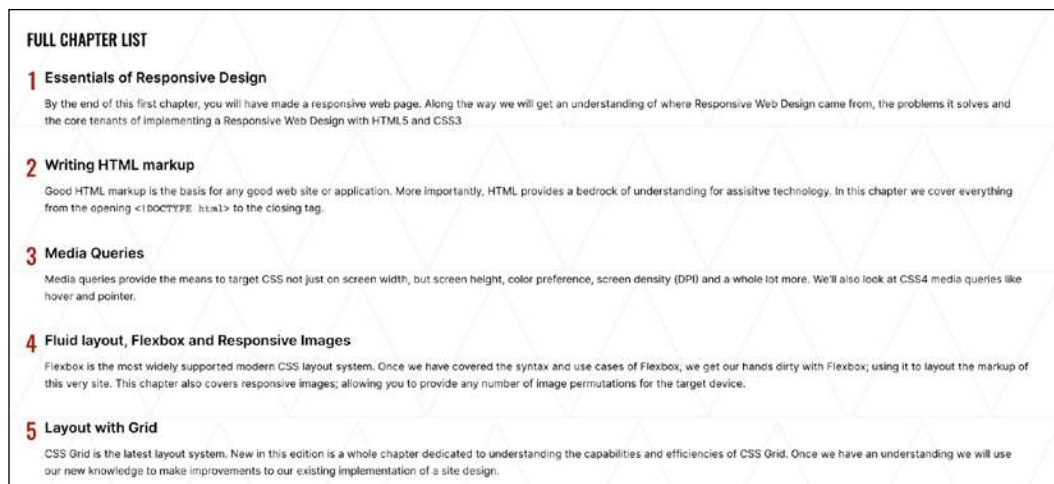 FULL CHAPTER LIST
1 Essentials of Responsive Design
By the end of this first chapter, you will have made a responsive web page. Along the way we will get an understanding of where Responsive Web Design came from, the problems it solves and
the core tenants of implementing a Responsive Web Design with HTML5 and CSS3
2 Writing HTML markup
Good HTML markup is the basis for any good web site or application. More importantly, HTML provides a bedrock of understanding for assisitve technology. In this chapter we cover everything
from the opening <!DOCTYPE html> to the closing tag.
3 Media Queries
Media queries provide the means to target CSS not just on screen width, but screen height, color preference, screen density (DPI) and a whole lot more. We'll also look at CSS4 media queries like
hover and pointer.
4 Fluid layout, Flexbox and Responsive Images
Flexbox is the most widely supported modern CSS layout system. Once we have covered the syntax and use cases of Flexbox, we get our hands dirty with Flexbox; using it to layout the markup of
this very site. This chapter also covers responsive images; allowing you to provide any number of image permutations for the target device.
5 Layout with Grid
CSS Grid is the latest layout system. New in this edition is a whole chapter dedicated to understanding the capabilities and efficiencies of CSS Grid. Once we have an understanding we will use
our new knowledge to make improvements to our existing implementation of a site design.